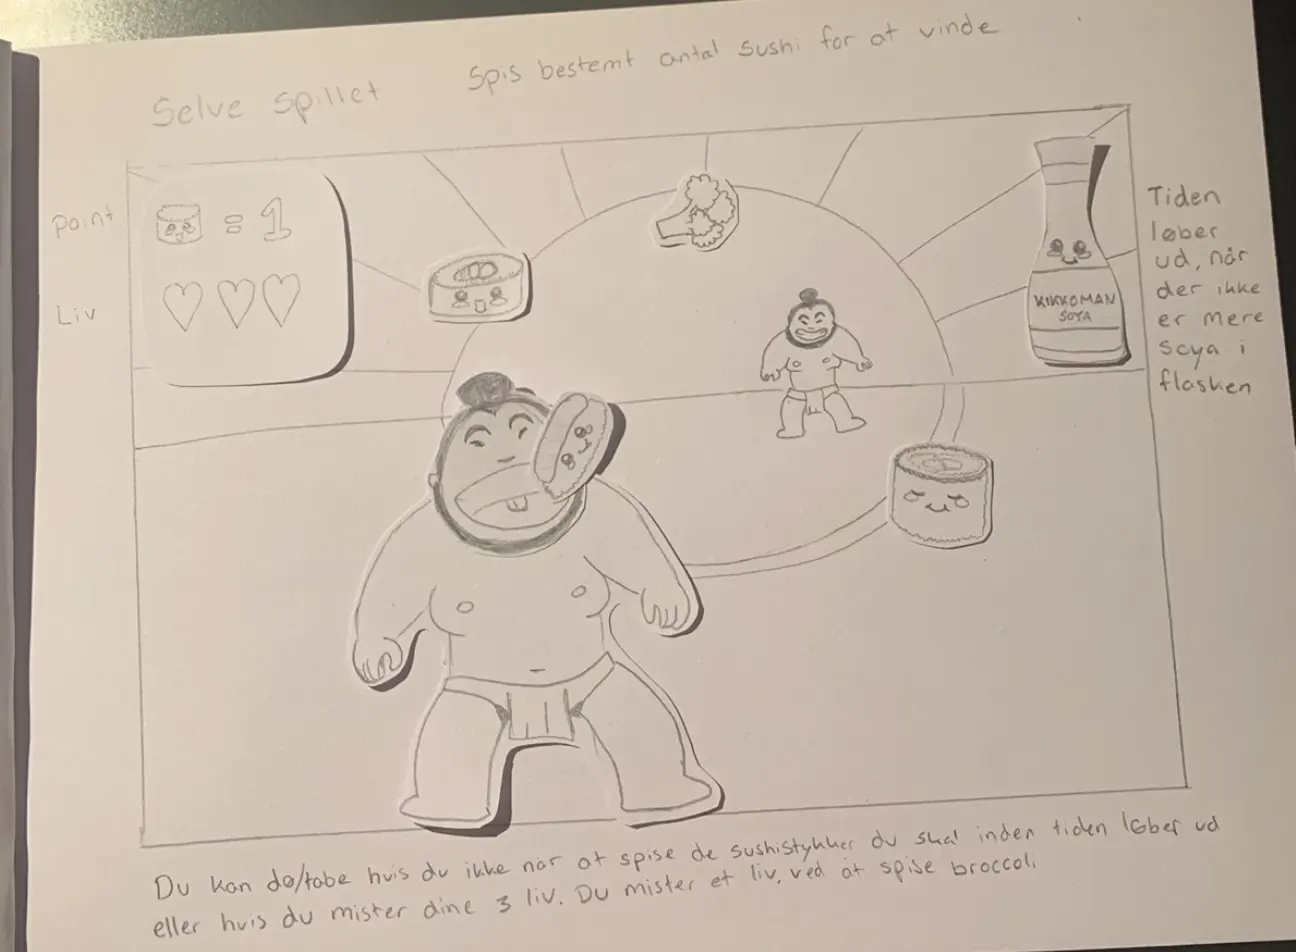 Selve spillet
Spis bestemt antal sushi for at vinde
Point
= 1
Liv
KIKKOMAN
SOYA
Tiden
løber
ud, når
der ikke
er mere
soya i
flasken
Du kan dø/tabe hvis du ikke når at spise de sushistykker du skal inden tiden løber ud
eller hvis du mister dine 3 liv. Du mister et liv, ved at spise broccoli